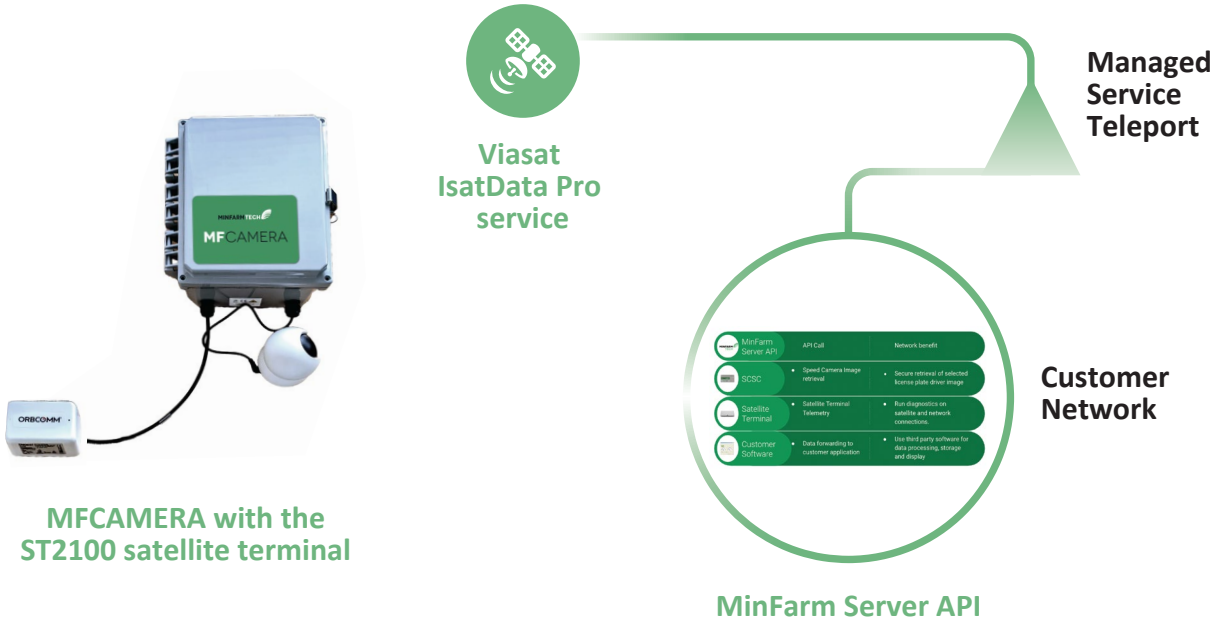 Viasat
IsatData Pro
service
Managed
Service
Teleport
MINFARM TECH
MFCAMERA
ORBCOMM
MFCAMERA with the
ST2100 satellite terminal
MinFarm
Server API
API Call
Network benefit
SCSC
• Speed Camera Image
retrieval
• Secure retrieval of selected
license plate driver image
Satellite
Terminal
• Satellite Terminal
Telemetry
• Run diagnostics on
satellite and network
connections.
Customer
Software
• Data forwarding to
customer application
• Use third party software for
data processing, storage
and display
Customer
Network
MinFarm Server API